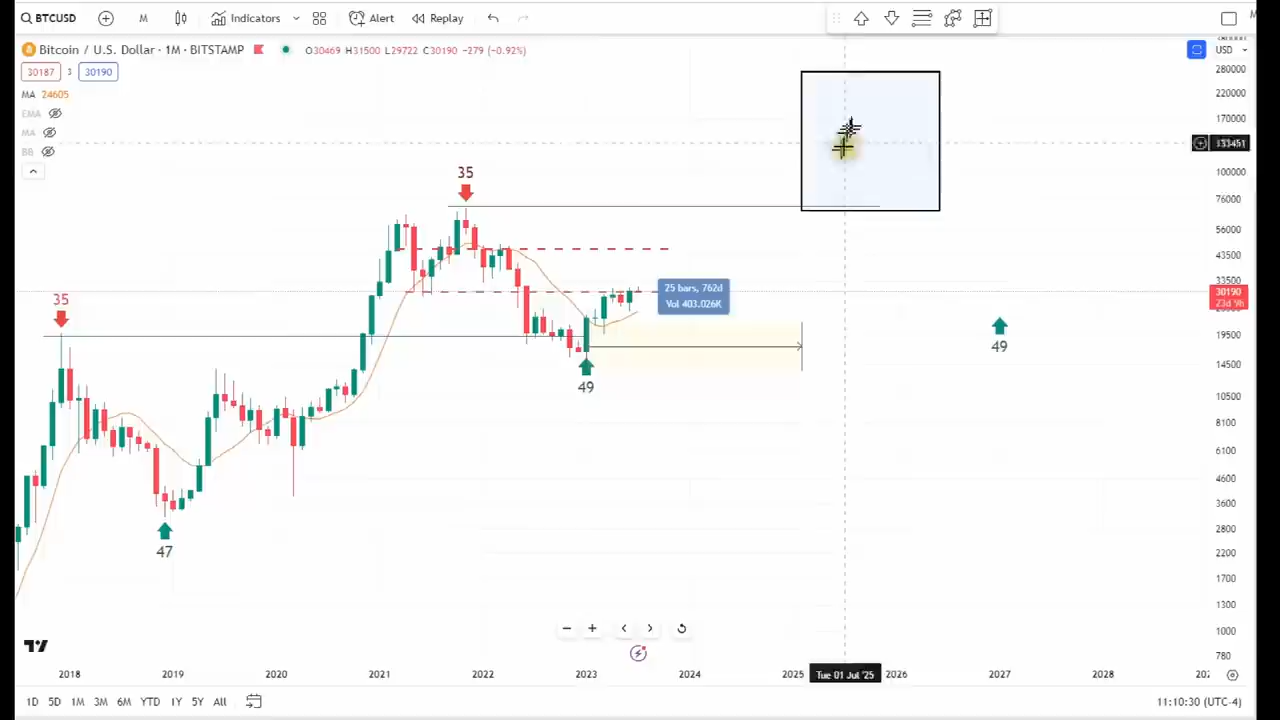 BTCUSD M Indicators Alert Replay
Bitcoin / U.S. Dollar · 1M · BITSTAMP O30469 H31500 L29722 C30190 −279 (−0.92%) USD
30187 3 30190
MA 24605
EMA
MA
BB
280000
220000
170000
133451
100000
76000
56000
43500
33500
30190
23d 9h
19500
14500
10500
8100
6100
4600
3600
2800
2200
1700
1300
1000
780
35
35
25 bars, 762d
Vol 403.026K
49
49
47
2018 2019 2020 2021 2022 2023 2024 2025 Tue 01 Jul '25 2026 2027 2028
1D 5D 1M 3M 6M YTD 1Y 5Y All 11:10:30 (UTC-4)